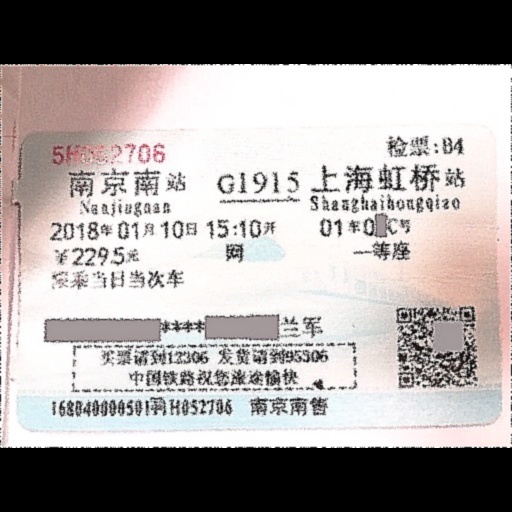 5H052706 检票:B4
南京南站 G1915 上海虹桥站
Nanjingnan Shanghaihongqiao
2018年01月10日 15:10开 01车0 C号
¥229.5元 网 一等座
限乘当日当次车
**** 兰军
买票请到12306 发货请到95306
中国铁路祝您旅途愉快
16804000050 H052706 南京南售